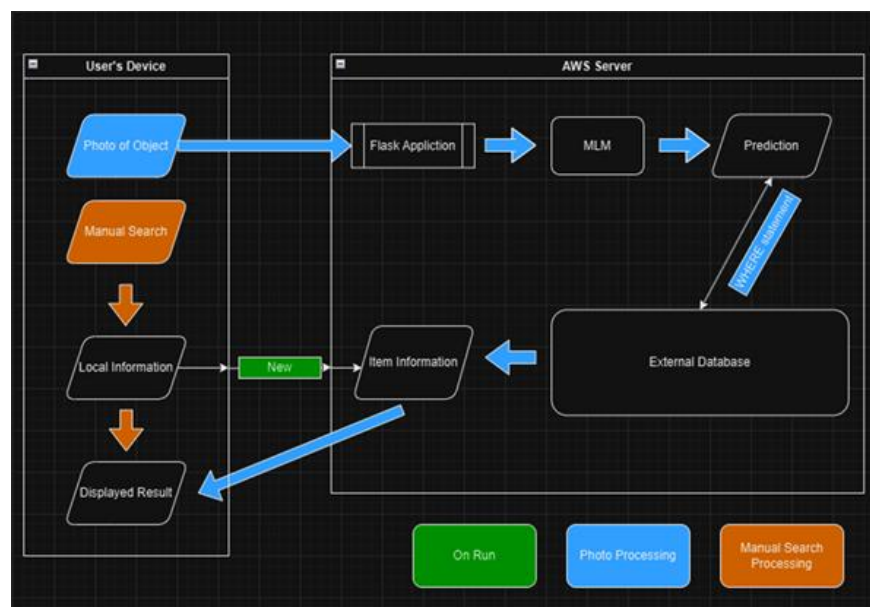 User's Device
AWS Server
Photo of Object
Flask Appliction
MLM
Prediction
Manual Search
WHERE statement
Local Information
New
Item Information
External Database
Displayed Result
On Run
Photo Processing
Manual Search
Processing